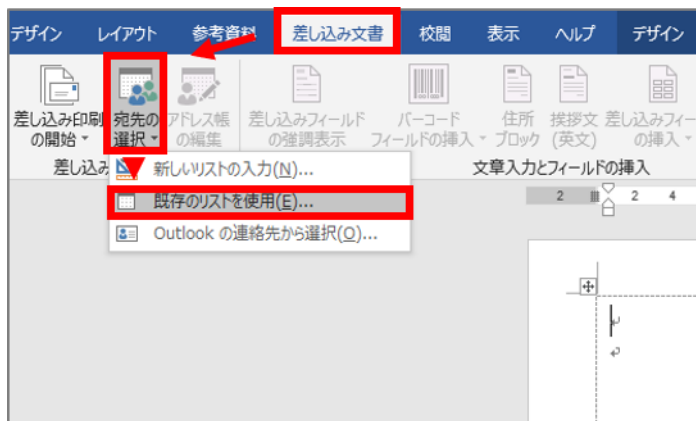 デザイン レイアウト 参考資料 差し込み文書 校閲 表示 ヘルプ デザイン
差し込み印刷 の開始
宛先の 選択
アドレス帳 の編集
差し込みフィールド の強調表示
バーコード フィールドの挿入
住所 ブロック
挨拶文 (英文)
差し込みフィー の挿入
差し込み
文章入力とフィールドの挿入
新しいリストの入力(N)...
既存のリストを使用(E)...
Outlook の連絡先から選択(O)...
2 2 4